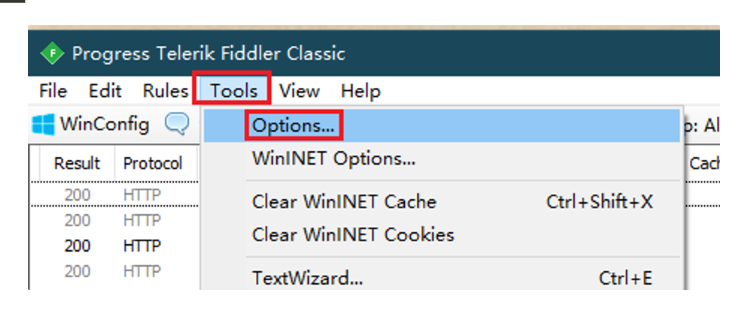 Progress Telerik Fiddler Classic
File Edit Rules Tools View Help
WinConfig Options... p: Al
Result Protocol WinINET Options... Cach
200 HTTP Clear WinINET Cache Ctrl+Shift+X
200 HTTP Clear WinINET Cookies
200 HTTP
200 HTTP TextWizard... Ctrl+E